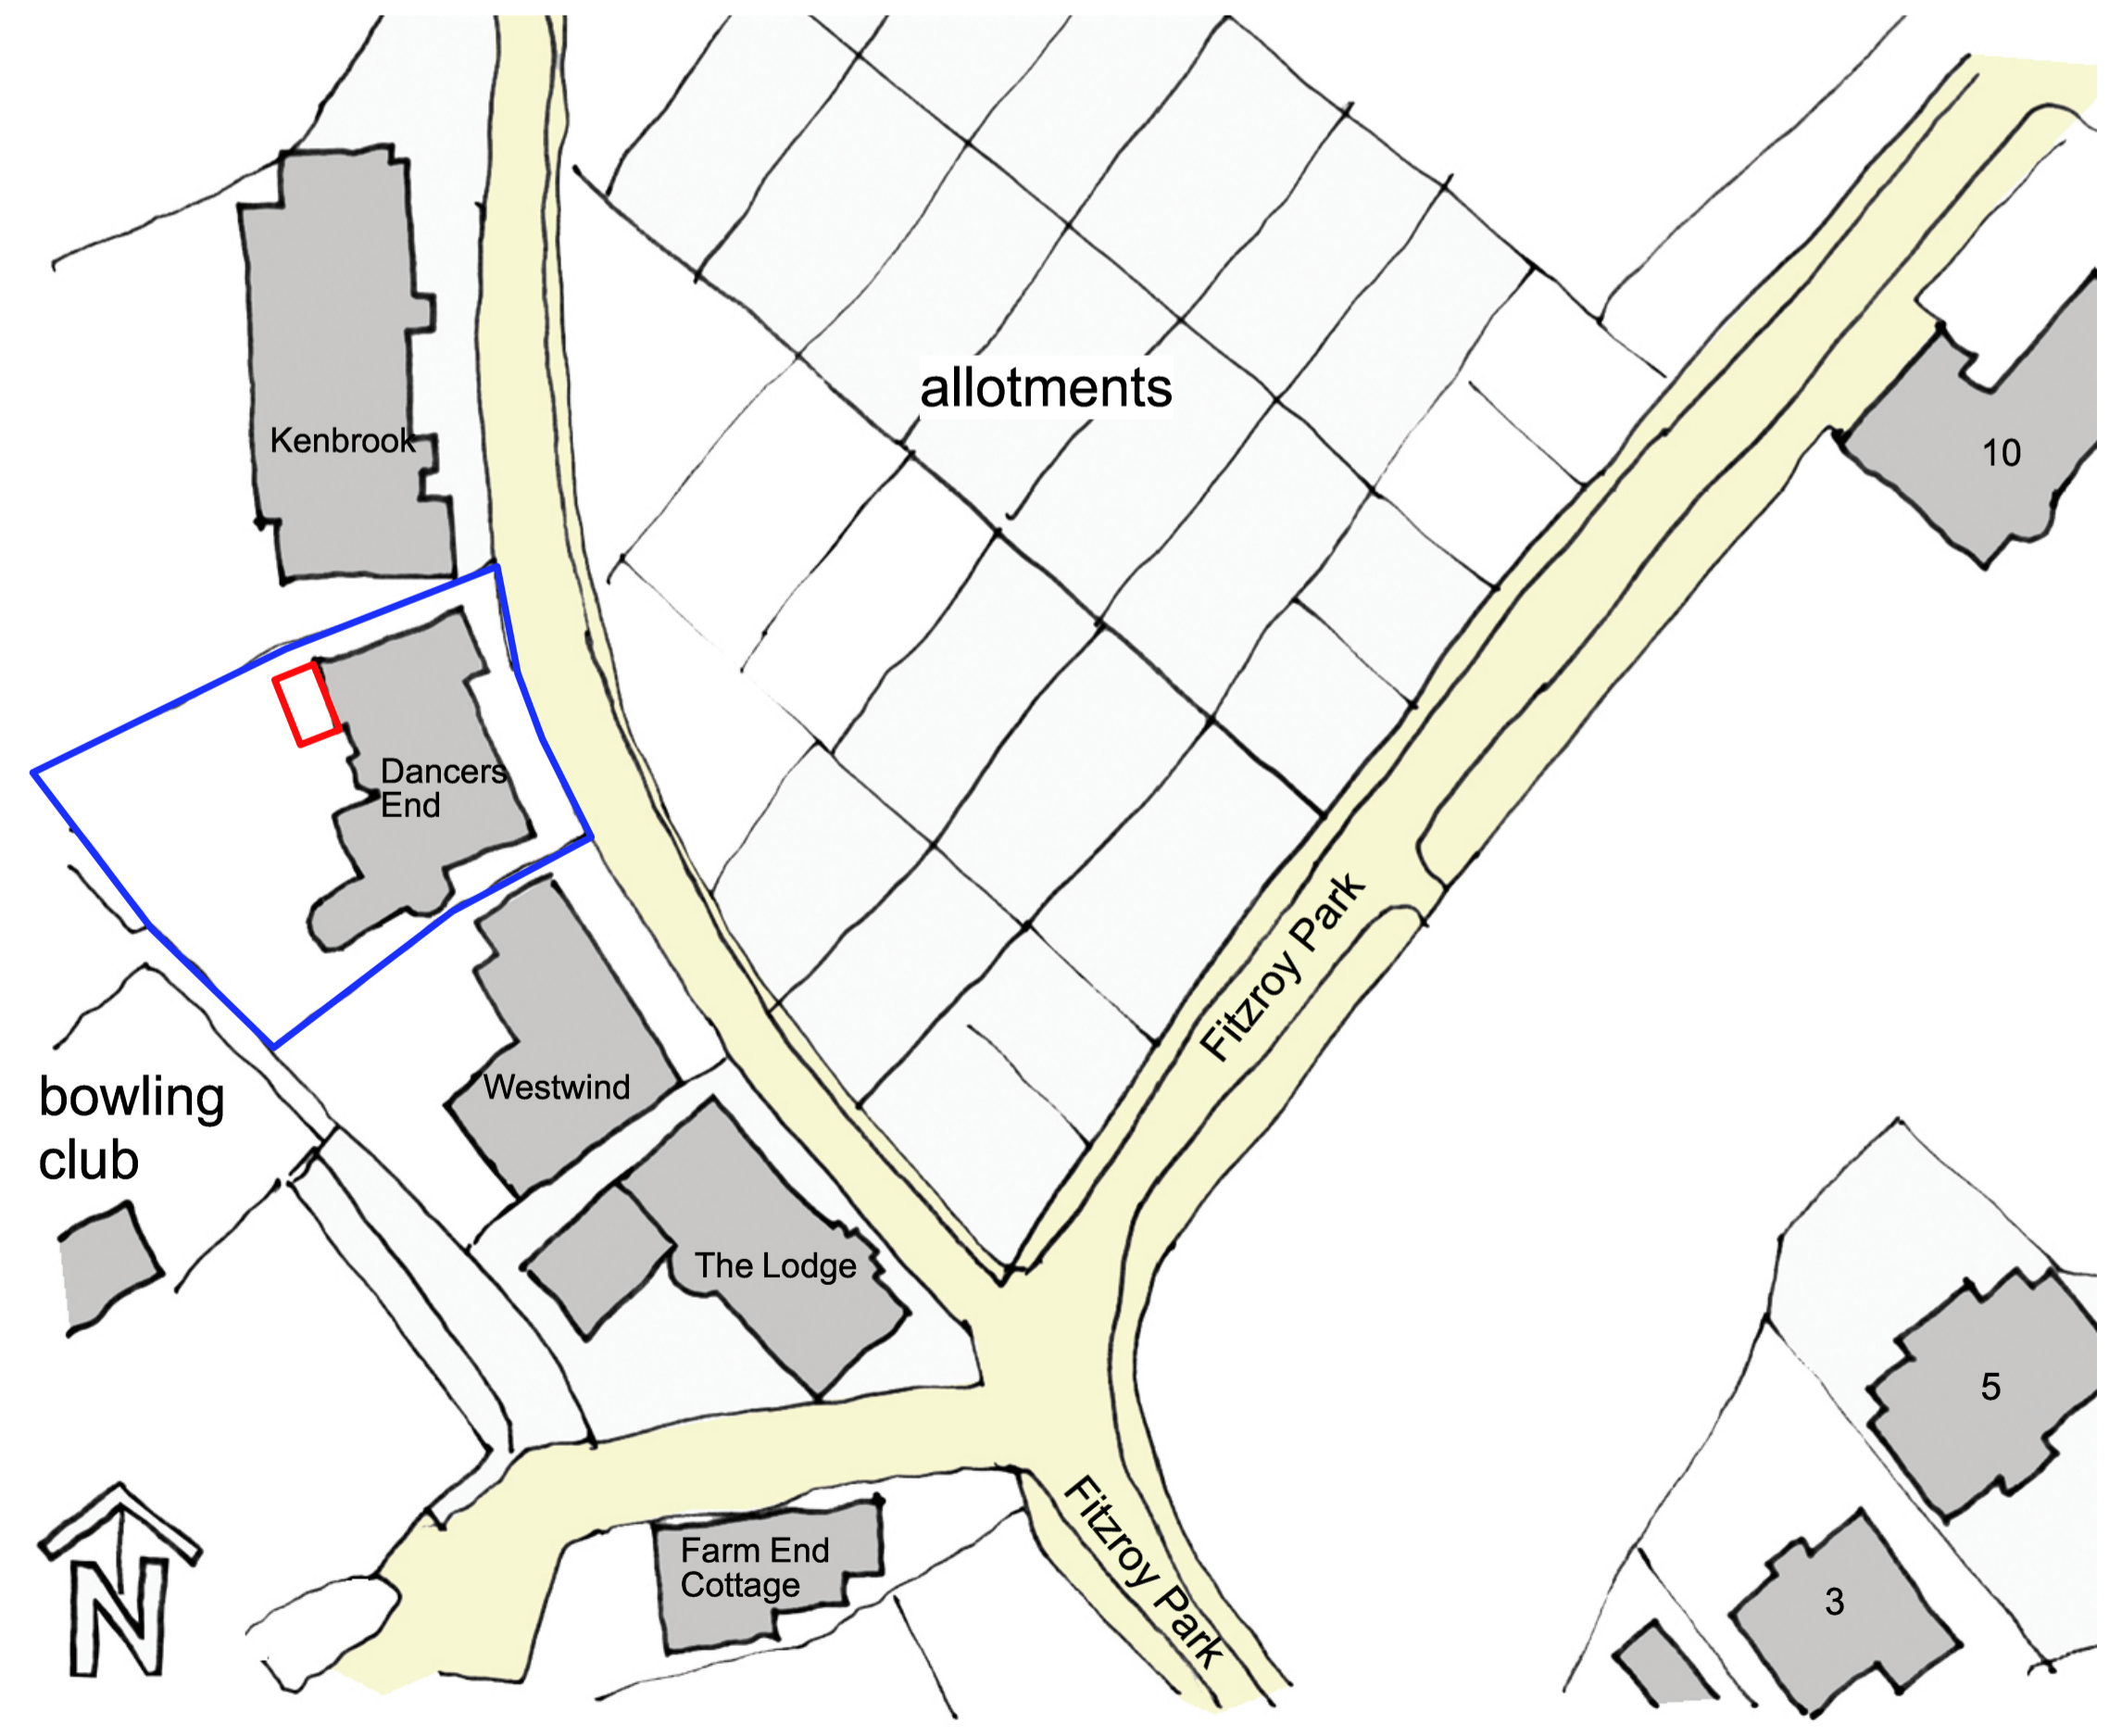 allotments
Kenbrook
10
Dancers
End
Fitzroy Park
Westwind
bowling
club
The Lodge
5
Farm End
Cottage
Fitzroy Park
3
N